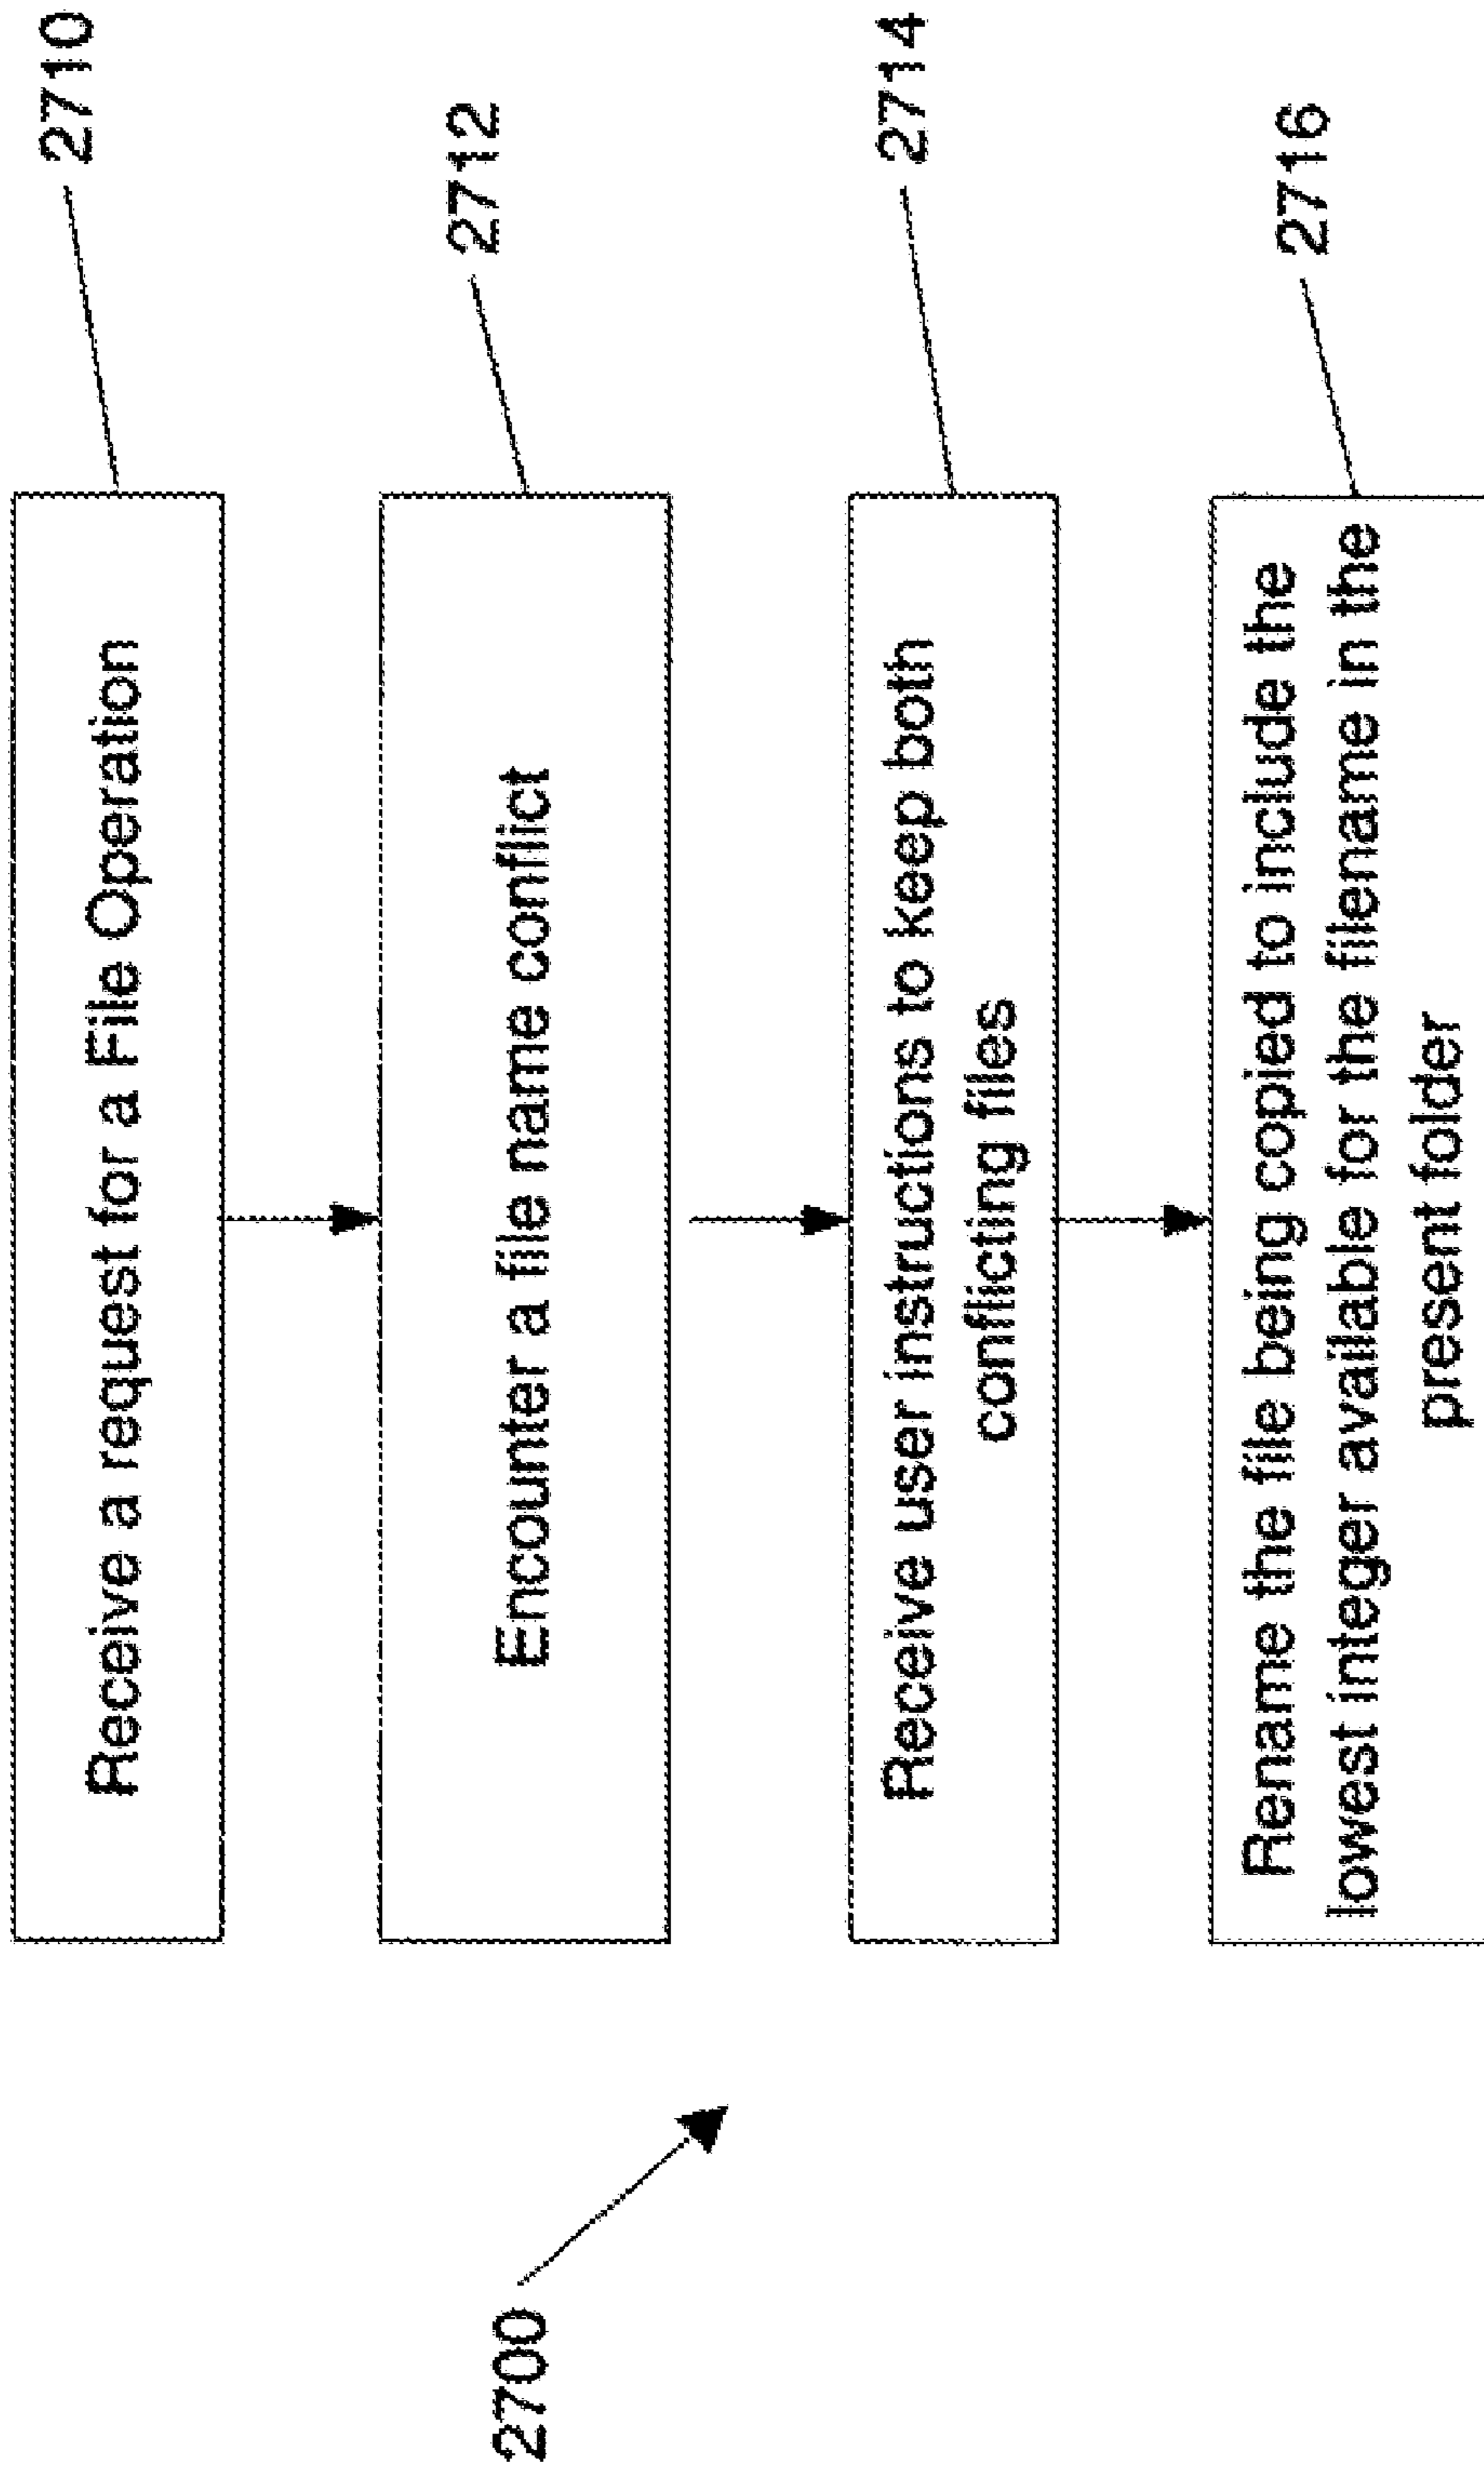 2700
Receive a request for a File Operation
2710
Encounter a file name conflict
2712
Receive user instructions to keep both
conflicting files
2714
Rename the file being copied to include the
lowest integer available for the filename in the
present folder
2716